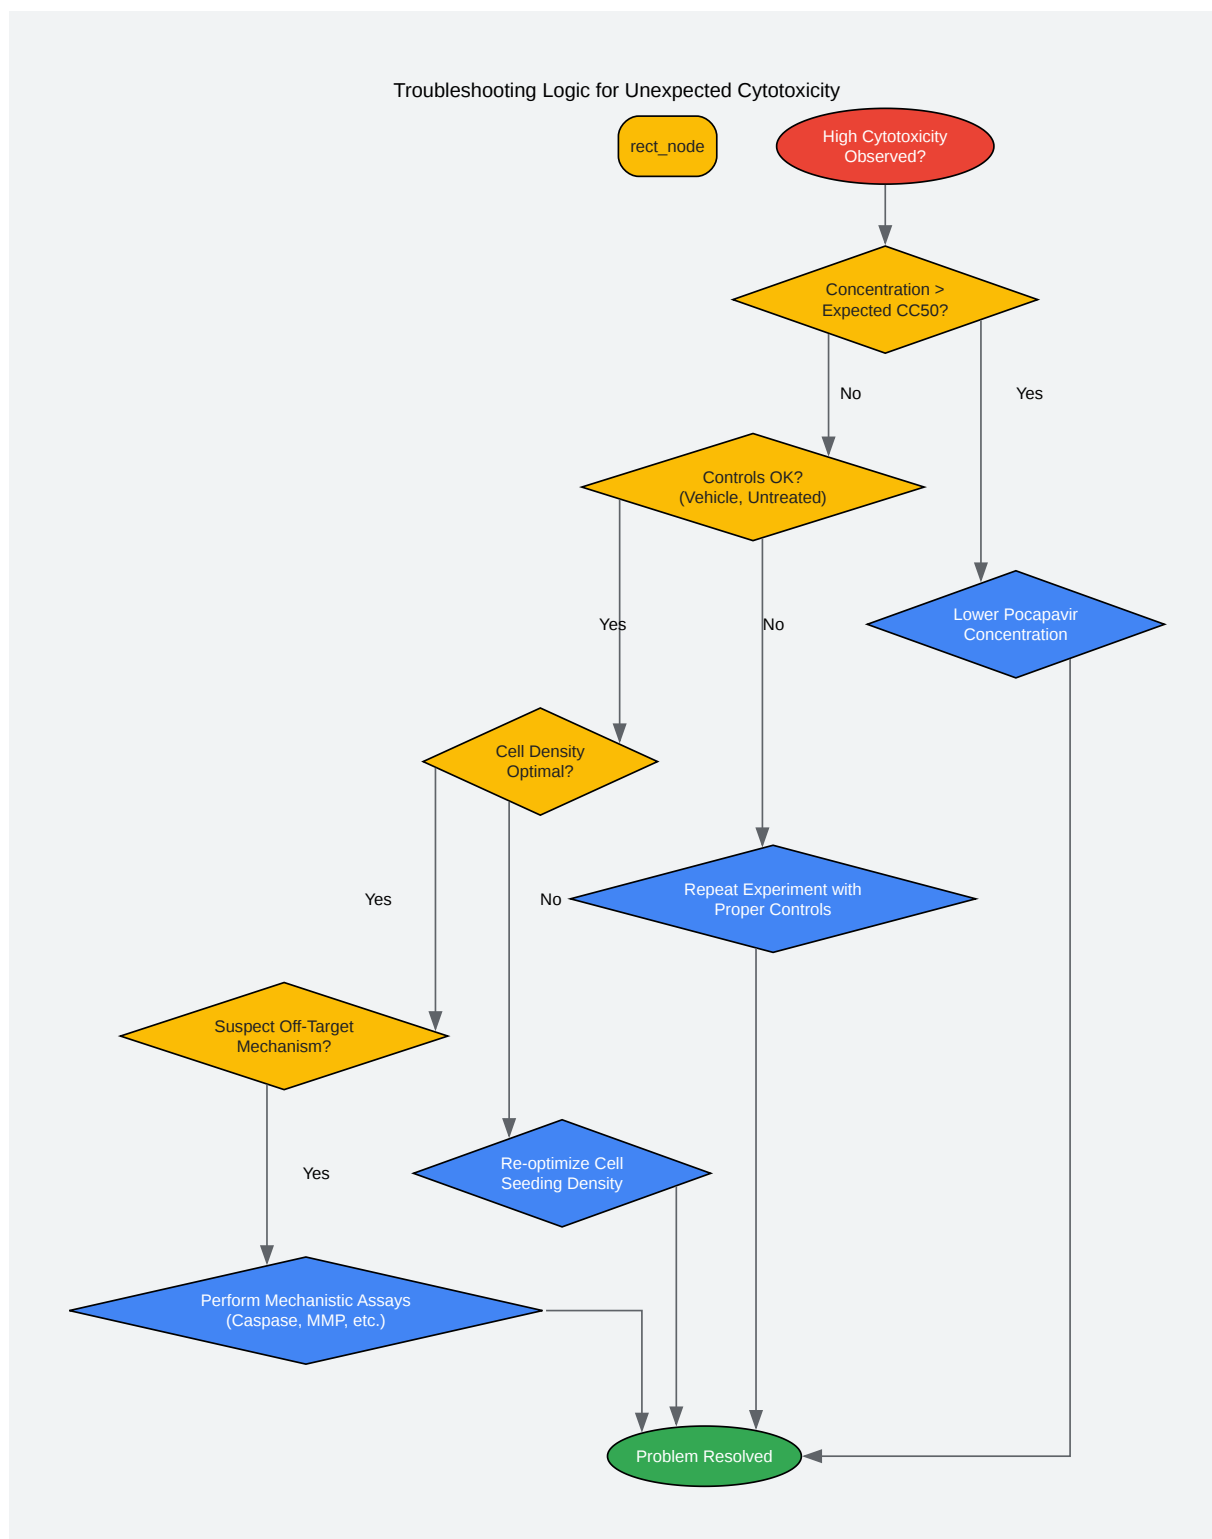 Troubleshooting Logic for Unexpected Cytotoxicity
rect_node
High Cytotoxicity
Observed?
Concentration >
Expected CC50?
No
Yes
Controls OK?
(Vehicle, Untreated)
Yes
No
Lower Pocapavir
Concentration
Cell Density
Optimal?
Yes
No
Repeat Experiment with
Proper Controls
Suspect Off-Target
Mechanism?
Yes
Re-optimize Cell
Seeding Density
Perform Mechanistic Assays
(Caspase, MMP, etc.)
Problem Resolved